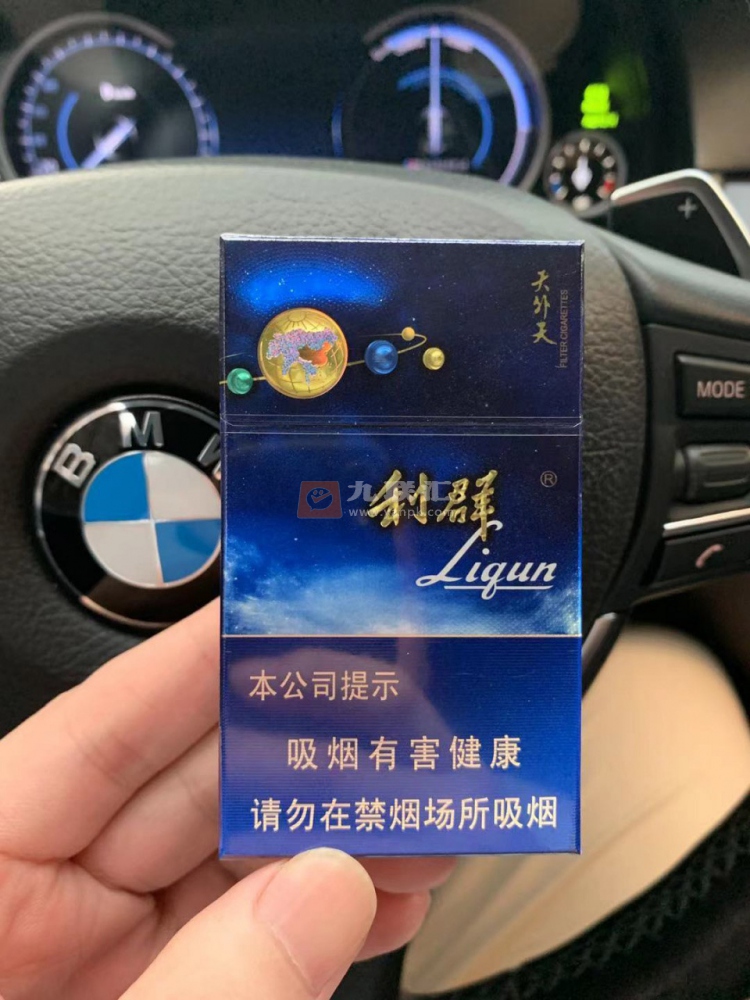 天外天
FILTER CIGARETTES
利群
®
Liqun
本公司提示
吸烟有害健康
请勿在禁烟场所吸烟
BMW
MODE
+